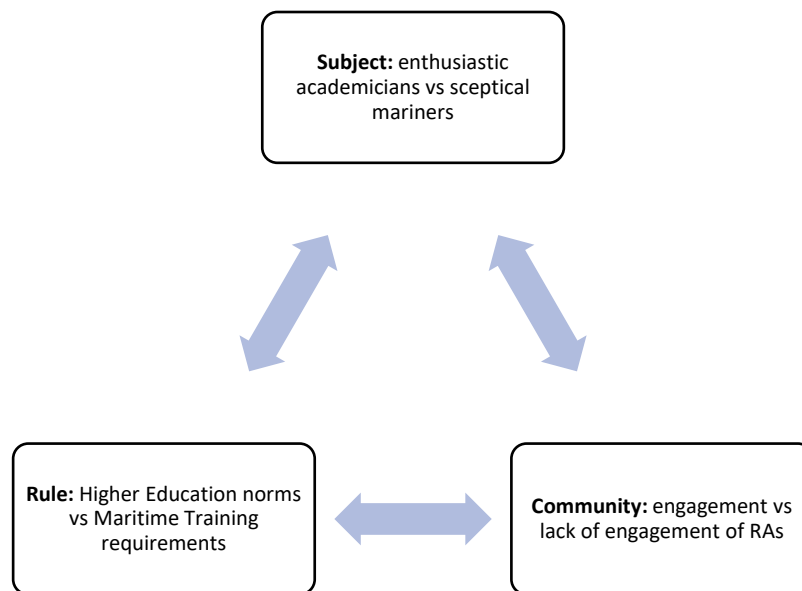 Subject: enthusiastic
academicians vs sceptical
mariners
Rule: Higher Education norms
vs Maritime Training
requirements
Community: engagement vs
lack of engagement of RAs